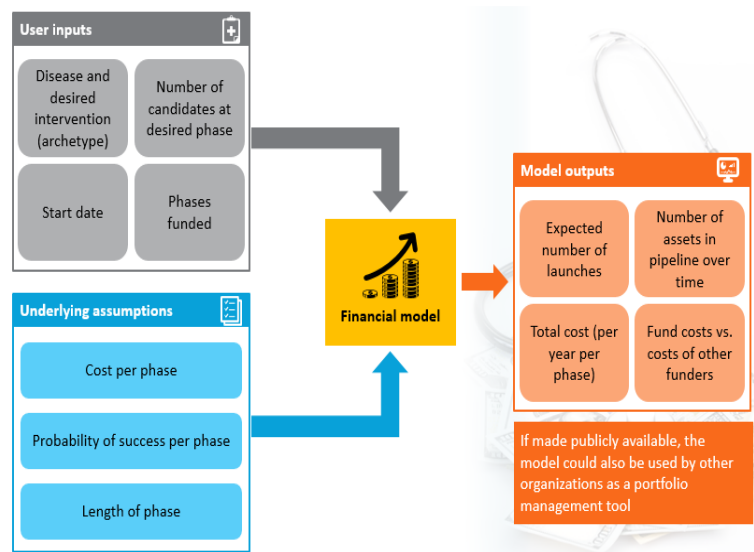 User inputs
Disease and
desired
intervention
(archetype)
Number of
candidates at
desired phase
Start date
Phases
funded
Underlying assumptions
Cost per phase
Probability of success per phase
Length of phase
Financial model
Model outputs
Expected
number of
launches
Number of
assets in
pipeline over
time
Total cost (per
year per
phase)
Fund costs vs.
costs of other
funders
If made publicly available, the
model could also be used by other
organizations as a portfolio
management tool